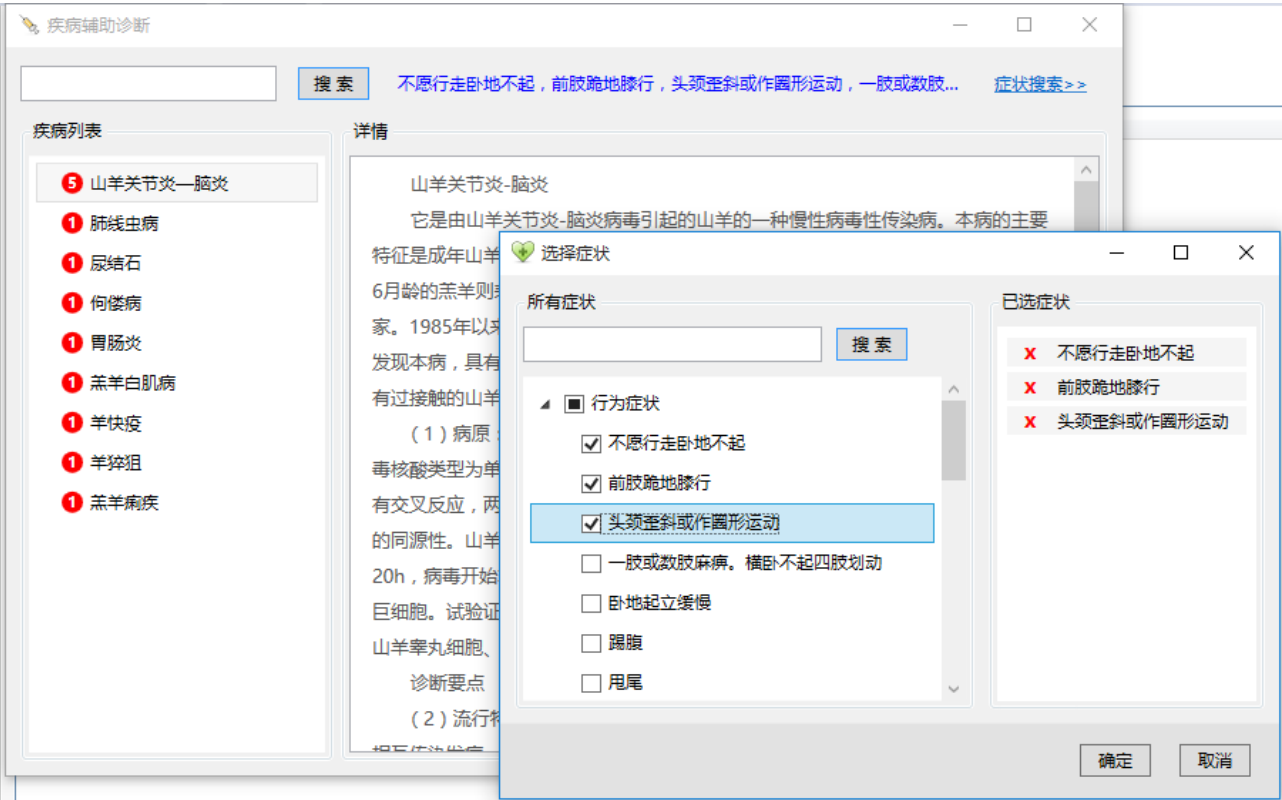 疾病辅助诊断
搜 索
不愿行走卧地不起，前肢跪地膝行，头颈歪斜或作圆形运动，一肢或数肢...
症状搜索>>
疾病列表
5 山羊关节炎—脑炎
1 肺线虫病
1 尿结石
1 佝偻病
1 胃肠炎
1 羔羊白肌病
1 羊快疫
1 羊猝狙
1 羔羊痢疾
详情
山羊关节炎-脑炎
它是由山羊关节炎-脑炎病毒引起的山羊的一种慢性病毒性传染病。本病的主要
特征是成年山羊
6月龄的羔羊则
家。1985年以
发现本病，具有
有过接触的山羊
（1）病原
毒核酸类型为单
有交叉反应，两
的同源性。山羊
20h，病毒开始
巨细胞。试验证
山羊睾丸细胞、
诊断要点
（2）流行
选择症状
所有症状
搜 索
行为症状
不愿行走卧地不起
前肢跪地膝行
头颈歪斜或作圆形运动
一肢或数肢麻痹。横卧不起四肢划动
卧地起立缓慢
踢腹
甩尾
已选症状
x 不愿行走卧地不起
x 前肢跪地膝行
x 头颈歪斜或作圆形运动
确定
取消